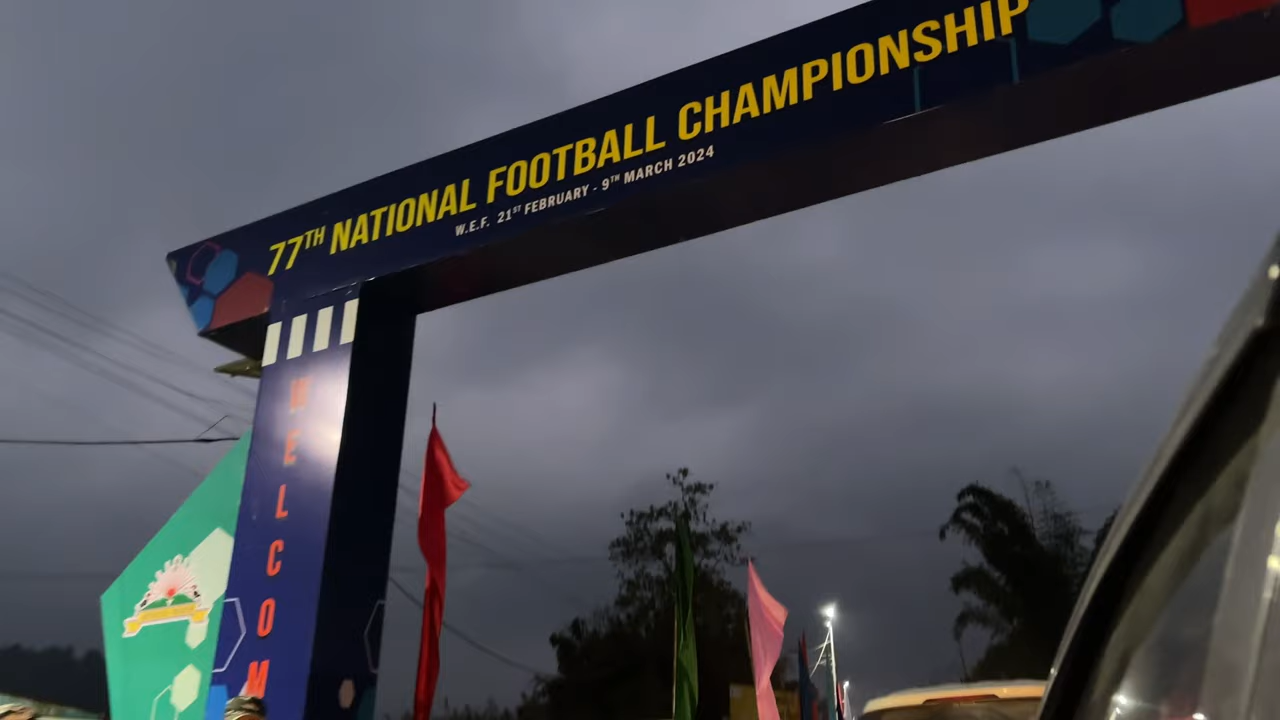 77TH NATIONAL FOOTBALL CHAMPIONSHIP
W.E.F. 21ST FEBRUARY - 9TH MARCH 2024
WELCOM